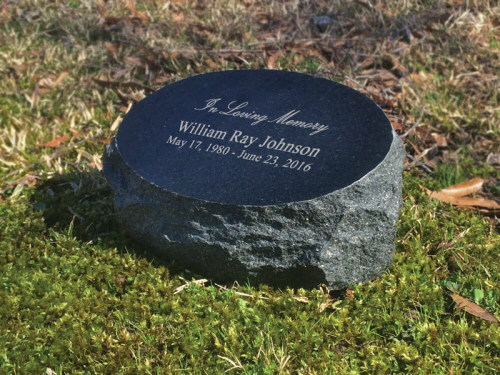 In Loving Memory
William Ray Johnson
May 17, 1980 - June 23, 2016